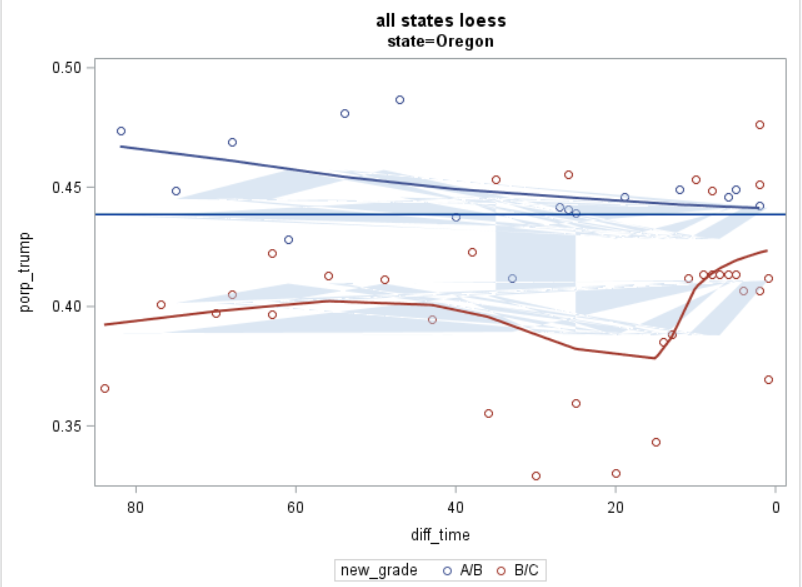 all states loess
state=Oregon
0.50
0.45
0.40
0.35
porp_trump
80 60 40 20 0
diff_time
new_grade A/B B/C